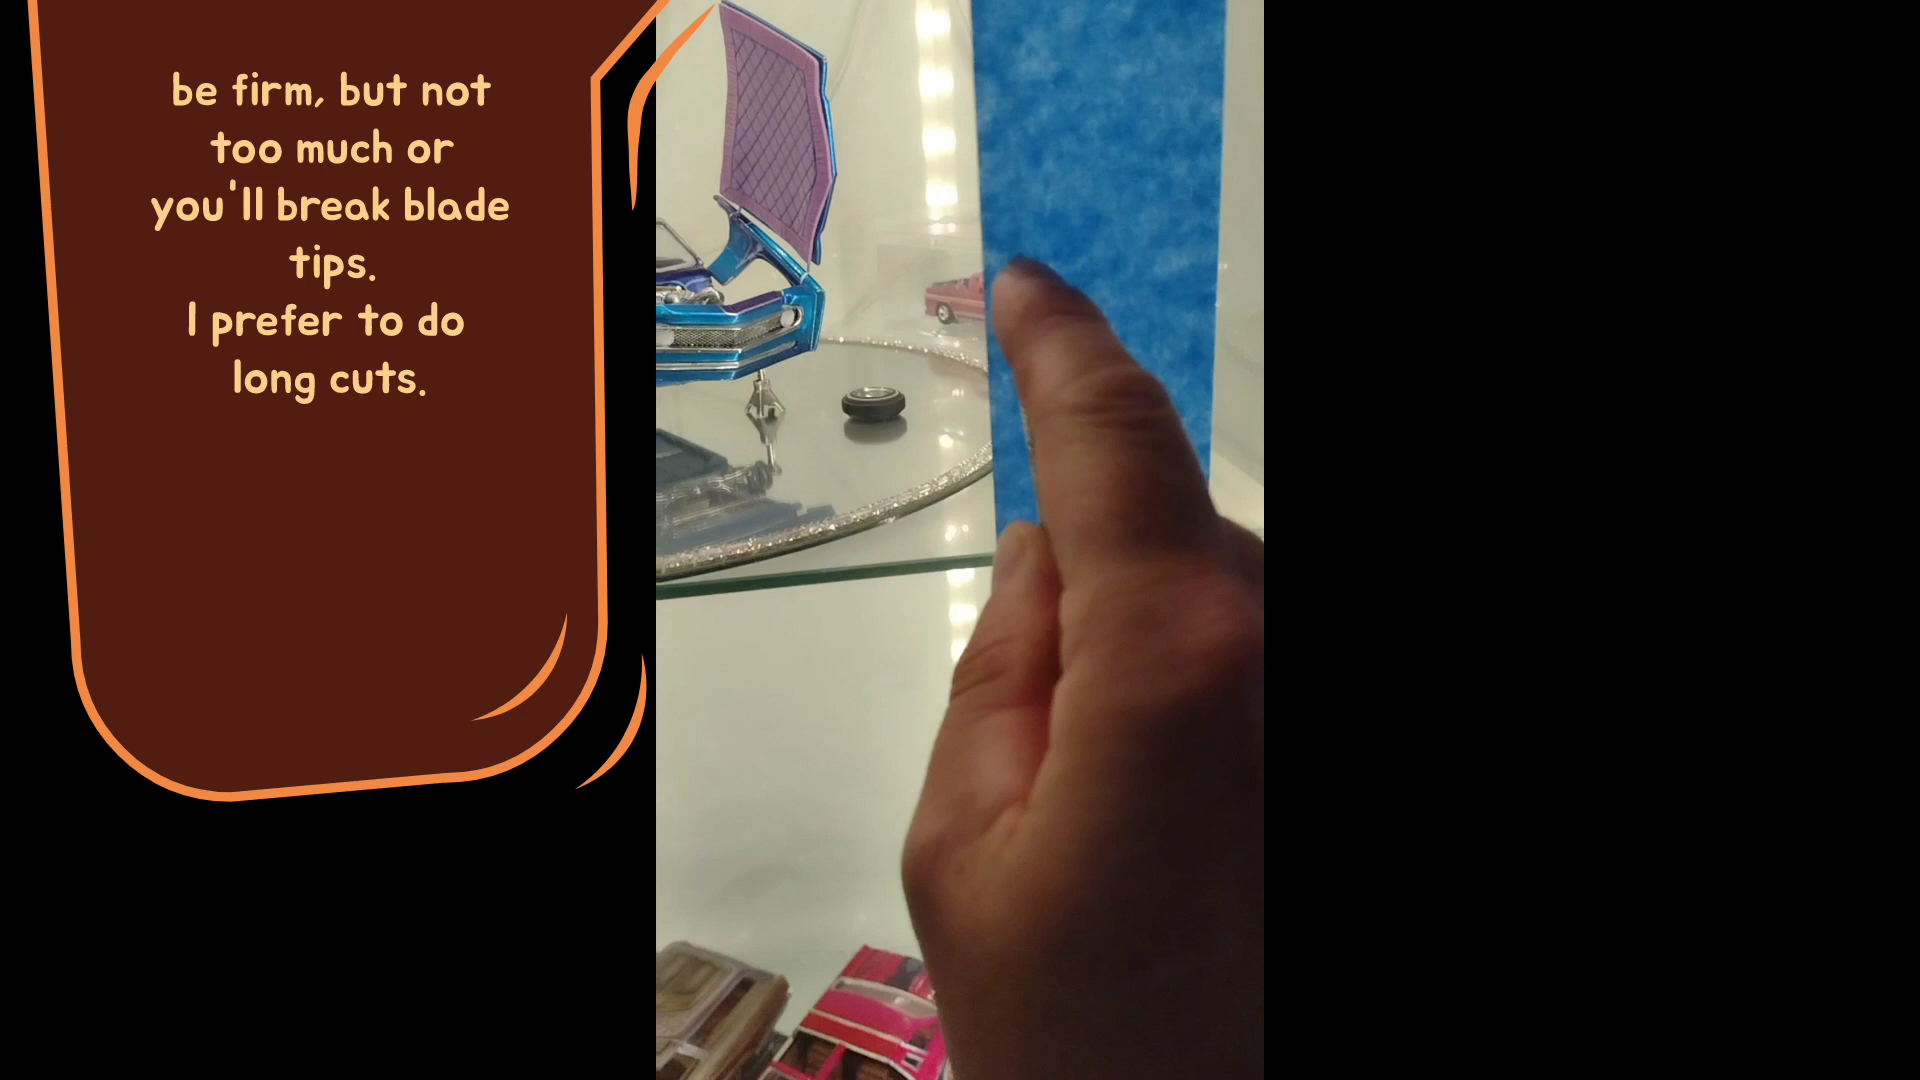 be firm, but not
too much or
you'll break blade
tips.
I prefer to do
long cuts.